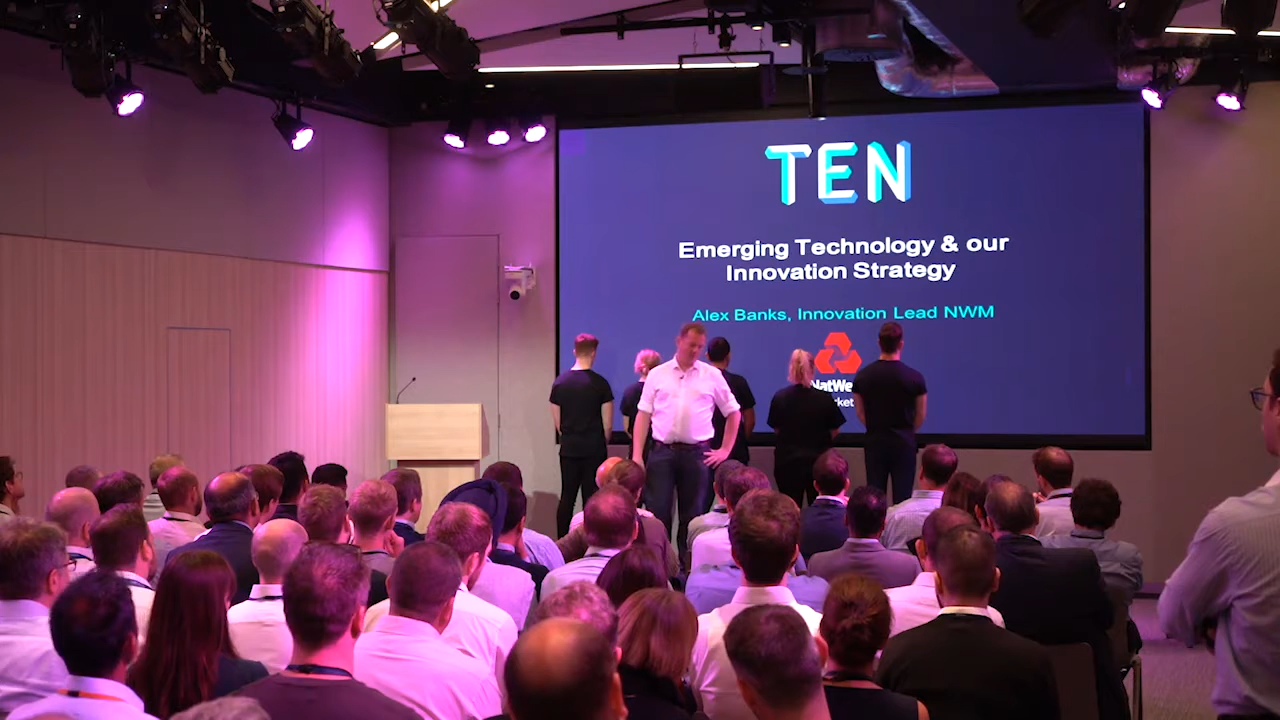 TEN
Emerging Technology & our
Innovation Strategy
Alex Banks, Innovation Lead NWM